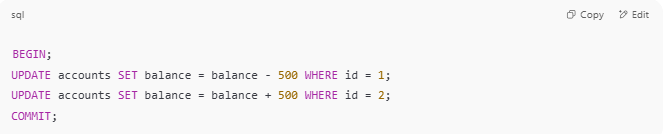 sql Copy Edit
BEGIN;
UPDATE accounts SET balance = balance - 500 WHERE id = 1;
UPDATE accounts SET balance = balance + 500 WHERE id = 2;
COMMIT;